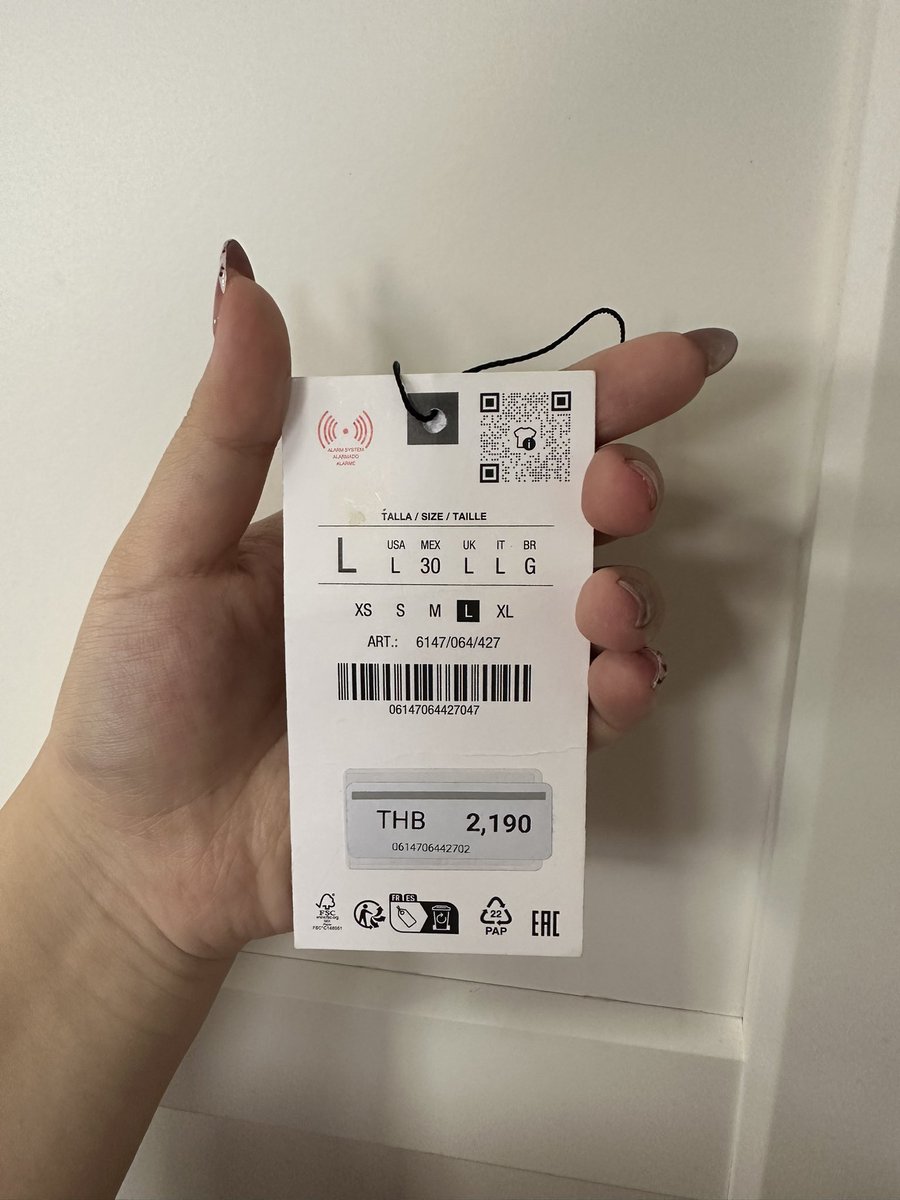 ALARM SYSTEM
ALARMADO
ALARME
i
TALLA / SIZE / TAILLE
L
USA MEX UK IT BR
L 30 L L G
XS S M L XL
ART.: 6147/064/427
06147064427047
THB 2,190
0614706442702
FR ES
FSC
22
PAP
EAC